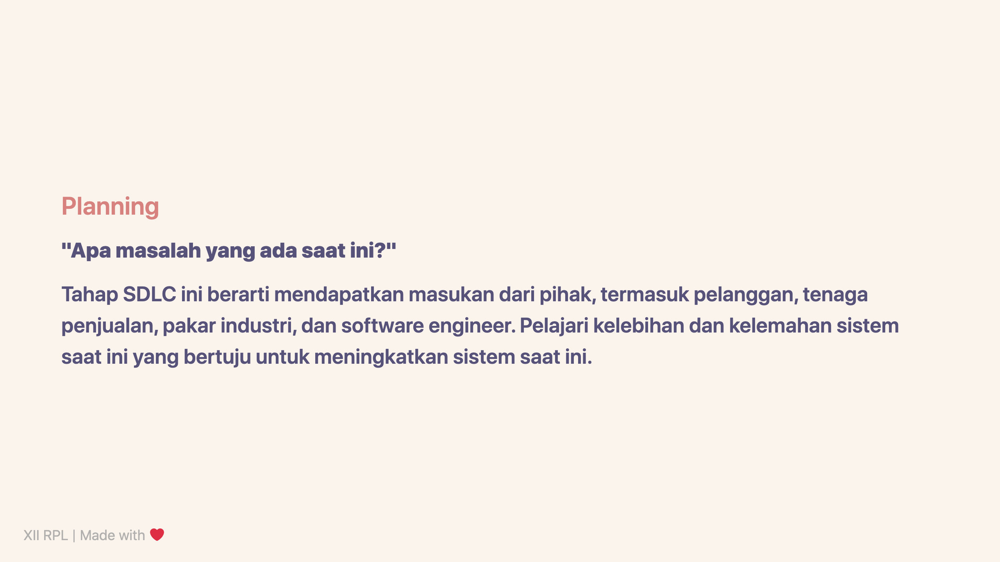 Planning
"Apa masalah yang ada saat ini?"
Tahap SDLC ini berarti mendapatkan masukan dari pihak, termasuk pelanggan, tenaga
penjualan, pakar industri, dan software engineer. Pelajari kelebihan dan kelemahan sistem
saat ini yang bertuju untuk meningkatkan sistem saat ini.
XII RPL | Made with ❤️